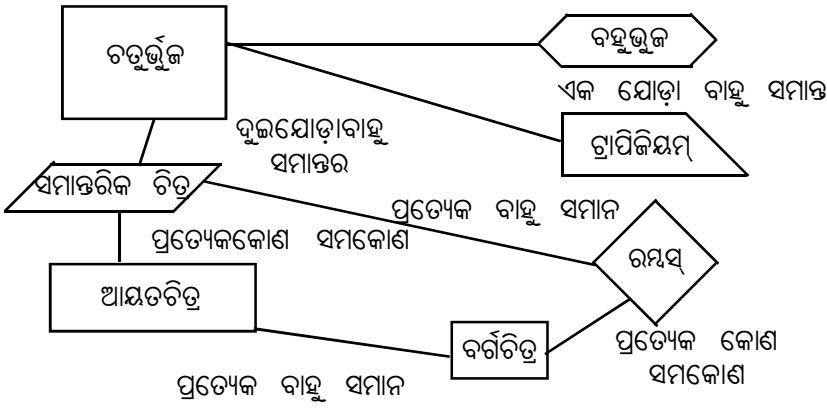 ଚତୁର୍ଭୁଜ
ବହୁଭୁଜ
ଏକ ଯୋଡ଼ା ବାହୁ ସମାନ୍ତ
ଟ୍ରାପିଜିୟମ୍
ଦୁଇଯୋଡ଼ାବାହୁ
ସମାନ୍ତର
ସମାନ୍ତରିକ ଚିତ୍ର
ପ୍ରତ୍ୟେକ ବାହୁ ସମାନ
ପ୍ରତ୍ୟେକକୋଣ ସମକୋଣ
ରମ୍ବସ୍
ଆୟତଚିତ୍ର
ବର୍ଗଚିତ୍ର
ପ୍ରତ୍ୟେକ କୋଣ
ସମକୋଣ
ପ୍ରତ୍ୟେକ ବାହୁ ସମାନ